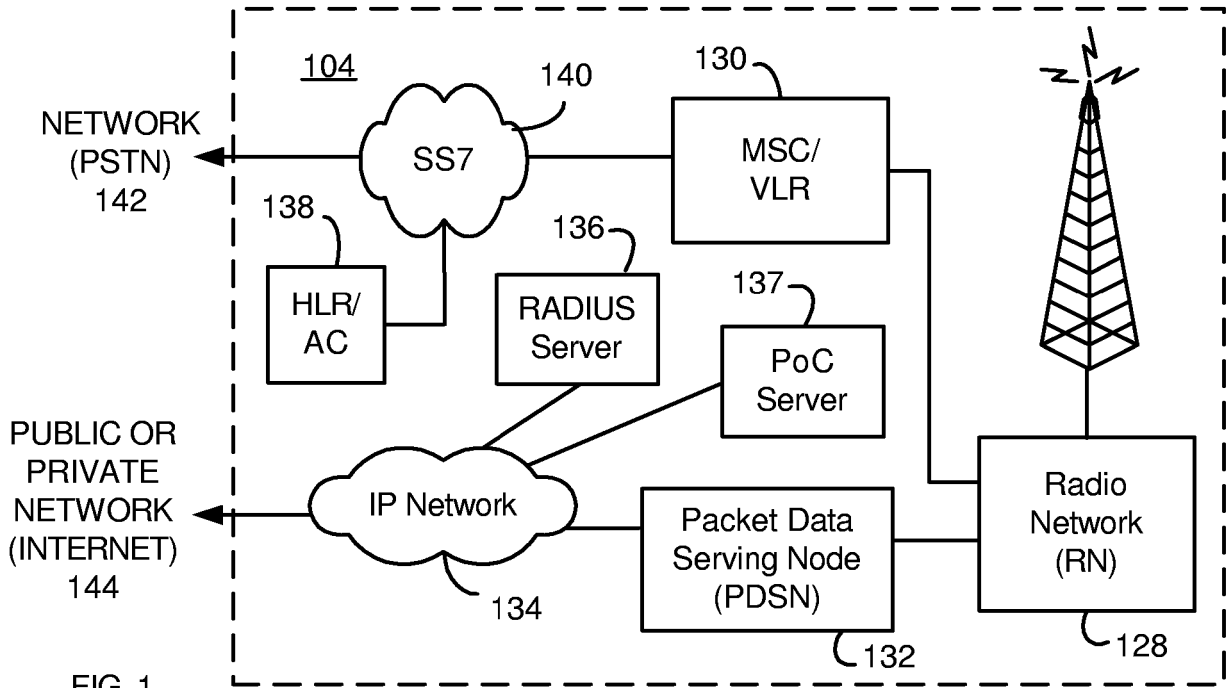 104
140
130
NETWORK
(PSTN)
142
SS7
MSC/
VLR
138
136
137
HLR/
AC
RADIUS
Server
PoC
Server
PUBLIC OR
PRIVATE
NETWORK
(INTERNET)
144
IP Network
134
Packet Data
Serving Node
(PDSN)
132
Radio
Network
(RN)
128
FIG. 1